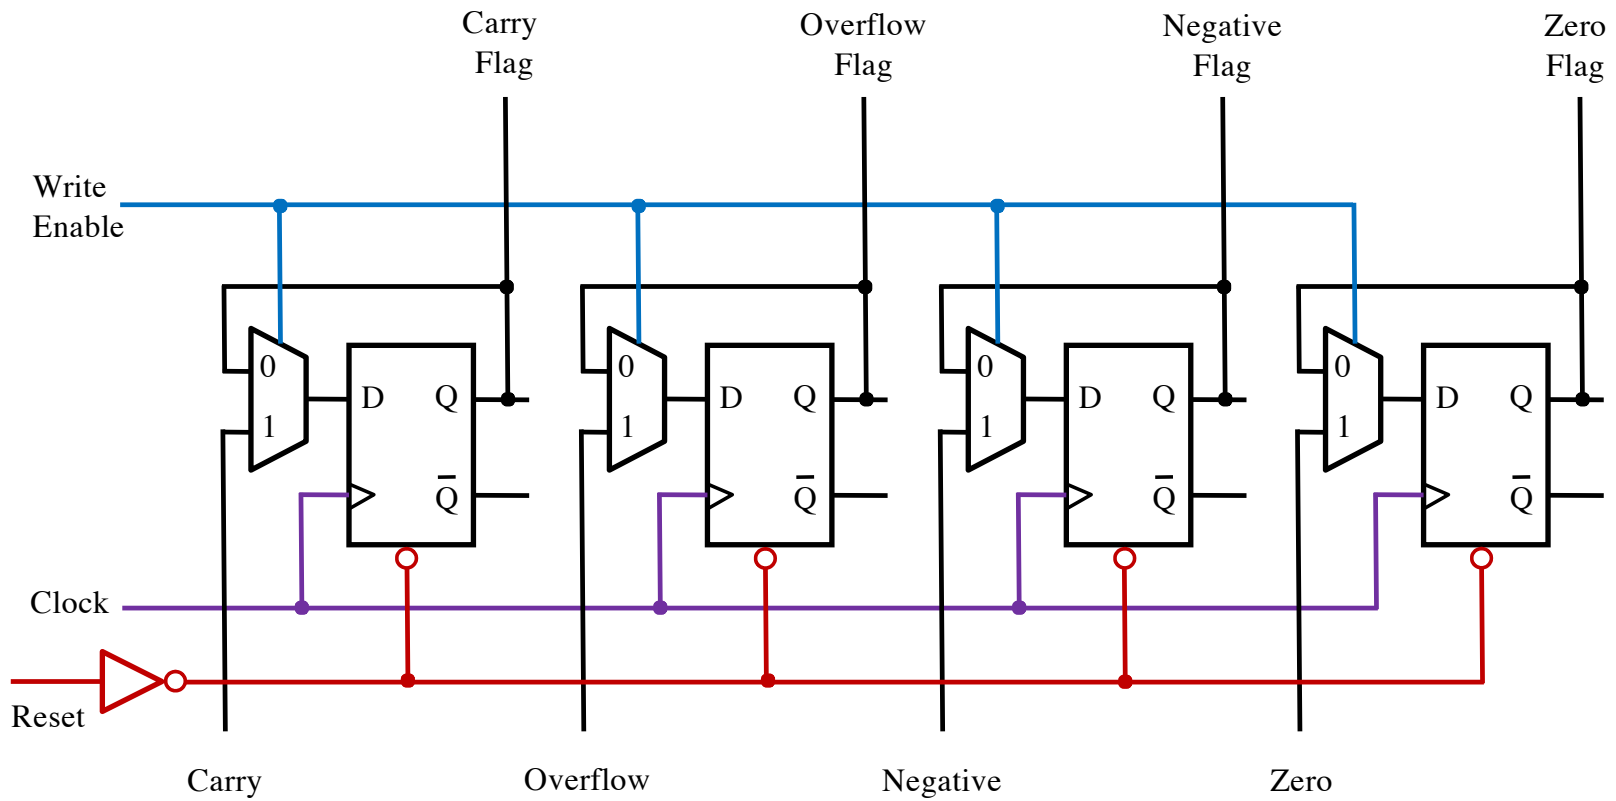 Carry
Flag
Overflow
Flag
Negative
Flag
Zero
Flag
Write
Enable
0
1
D
Q
Q̅
0
1
D
Q
Q̅
0
1
D
Q
Q̅
0
1
D
Q
Q̅
Clock
Reset
Carry
Overflow
Negative
Zero